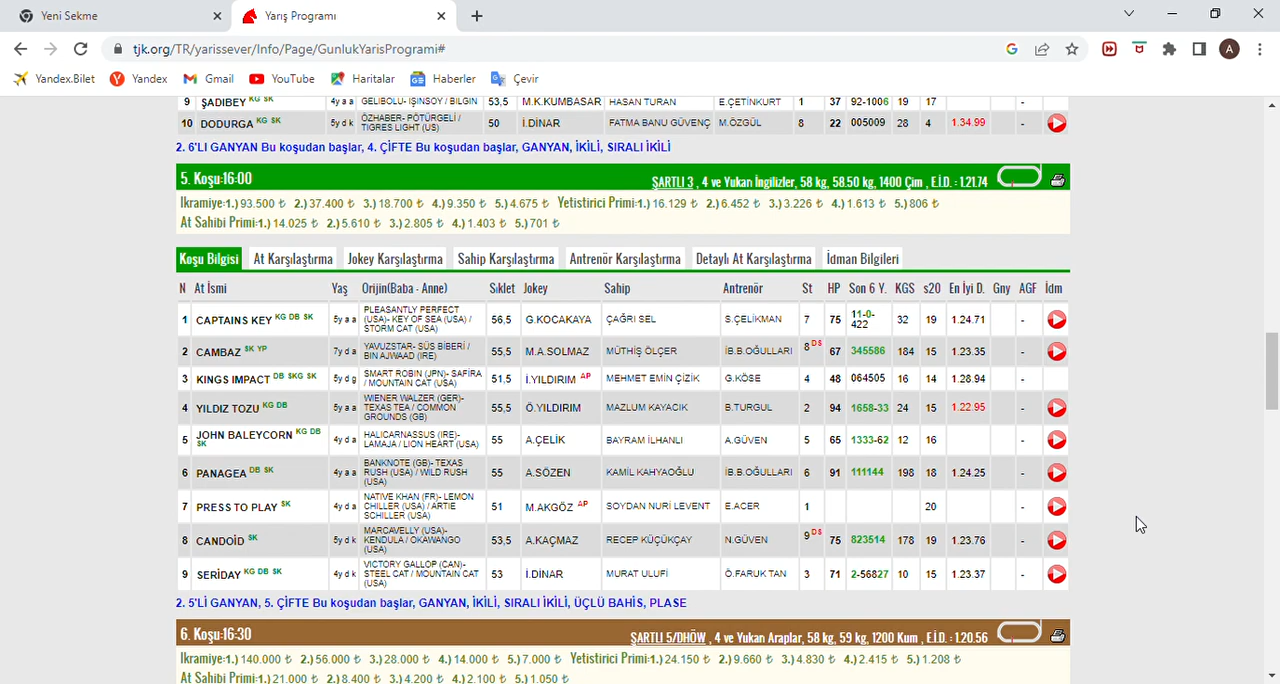 Yeni Sekme
Yarış Programı
tjk.org/TR/yarissever/Info/Page/GunlukYarisProgrami#
A
Yandex.Bilet Yandex Gmail YouTube Haritalar Haberler Çevir
9 ŞADIBEY KG SK 4y a a GELİBOLU- IŞINSOY / BILGIN 53,5 M.K.KUMBASAR HASAN TURAN E.ÇETİNKURT 1 37 92-1006 19 17 -
10 DODURGA KG SK 5y d k ÖZHABER- PÖTÜRGELİ / TIGRES LIGHT (US) 50 İ.DİNAR FATMA BANU GÜVENÇ M.ÖZGÜL 8 22 005009 28 4 1.34.99 -
2. 6'LI GANYAN Bu koşudan başlar, 4. ÇİFTE Bu koşudan başlar, GANYAN, İKİLİ, SIRALI İKİLİ
5. Koşu:16:00 ŞARTLI 3 , 4 ve Yukarı İngilizler, 58 kg, 58.50 kg, 1400 Çim , E.İ.D. : 1.21.74
Ikramiye:1.) 93.500 ₺ 2.) 37.400 ₺ 3.) 18.700 ₺ 4.) 9.350 ₺ 5.) 4.675 ₺ Yetistirici Primi:1.) 16.129 ₺ 2.) 6.452 ₺ 3.) 3.226 ₺ 4.) 1.613 ₺ 5.) 806 ₺
At Sahibi Primi:1.) 14.025 ₺ 2.) 5.610 ₺ 3.) 2.805 ₺ 4.) 1.403 ₺ 5.) 701 ₺
Koşu Bilgisi At Karşılaştırma Jokey Karşılaştırma Sahip Karşılaştırma Antrenör Karşılaştırma Detaylı At Karşılaştırma İdman Bilgileri
N At İsmi Yaş Orijin(Baba - Anne) Sıklet Jokey Sahip Antrenör St HP Son 6 Y. KGS s20 En İyi D. Gny AGF İdm
1 CAPTAINS KEY KG DB SK 5y a a PLEASANTLY PERFECT (USA)- KEY OF SEA (USA) / STORM CAT (USA) 56,5 G.KOCAKAYA ÇAĞRI SEL S.ÇELİKMAN 7 75 11-0-422 32 19 1.24.71 -
2 CAMBAZ SK YP 7y d a YAVUZSTAR- SÜS BİBERİ / BIN AJWAAD (IRE) 55,5 M.A.SOLMAZ MÜTHİŞ ÖLÇER İB.B.OĞULLARI 8 DS 67 345586 184 15 1.23.35 -
3 KINGS IMPACT DB SKG SK 5y d g SMART ROBIN (JPN)- SAFİRA / MOUNTAIN CAT (USA) 51,5 İ.YILDIRIM AP MEHMET EMİN ÇİZİK G.KÖSE 4 48 064505 16 14 1.28.94 -
4 YILDIZ TOZU KG DB 5y a a WIENER WALZER (GER)- TEXAS TEA / COMMON GROUNDS (GB) 55,5 Ö.YILDIRIM MAZLUM KAYACIK B.TURGUL 2 94 1658-33 24 15 1.22.95 -
5 JOHN BALEYCORN KG DB SK 4y d a HALICARNASSUS (IRE)- LAMAJA / LION HEART (USA) 55 A.ÇELİK BAYRAM İLHANLI A.GÜVEN 5 65 1333-62 12 16 -
6 PANAGEA DB SK 4y a a BANKNOTE (GB)- TEXAS RUSH (USA) / WILD RUSH (USA) 55 A.SÖZEN KAMİL KAHYAOĞLU İB.B.OĞULLARI 6 91 111144 198 18 1.24.25 -
7 PRESS TO PLAY SK 4y d a NATIVE KHAN (FR)- LEMON CHILLER (USA) / ARTIE SCHILLER (USA) 51 M.AKGÖZ AP SOYDAN NURİ LEVENT E.ACER 1 20 -
8 CANDOİD SK 5y d k MARCAVELLY (USA)- KENDULA / OKAWANGO (USA) 53,5 A.KAÇMAZ RECEP KÜÇÜKÇAY N.GÜVEN 9 DS 75 823514 178 19 1.23.76 -
9 SERİDAY KG DB SK 4y d k VICTORY GALLOP (CAN)- STEEL CAT / MOUNTAIN CAT (USA) 53 İ.DİNAR MURAT ULUFİ Ö.FARUK TAN 3 71 2-56827 10 15 1.23.37 -
2. 5'Lİ GANYAN, 5. ÇİFTE Bu koşudan başlar, GANYAN, İKİLİ, SIRALI İKİLİ, ÜÇLÜ BAHİS, PLASE
6. Koşu:16:30 ŞARTLI 5/DHÖW , 4 ve Yukarı Araplar, 58 kg, 59 kg, 1200 Kum , E.İ.D. : 1.20.56
Ikramiye:1.) 140.000 ₺ 2.) 56.000 ₺ 3.) 28.000 ₺ 4.) 14.000 ₺ 5.) 7.000 ₺ Yetistirici Primi:1.) 24.150 ₺ 2.) 9.660 ₺ 3.) 4.830 ₺ 4.) 2.415 ₺ 5.) 1.208 ₺
At Sahibi Primi:1.) 21.000 ₺ 2.) 8.400 ₺ 3.) 4.200 ₺ 4.) 2.100 ₺ 5.) 1.050 ₺